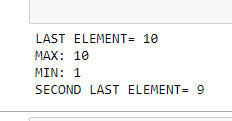 LAST ELEMENT= 10
MAX: 10
MIN: 1
SECOND LAST ELEMENT= 9